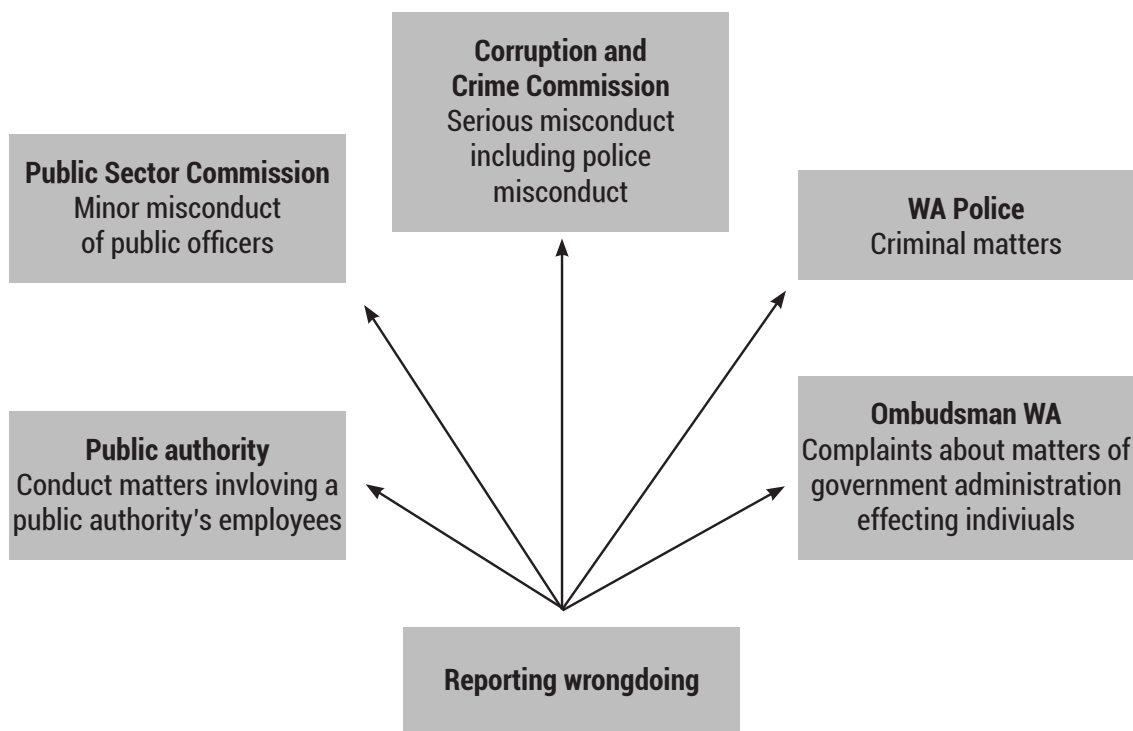 Corruption and
Crime Commission
Serious misconduct
including police
misconduct
Public Sector Commission
Minor misconduct
of public officers
WA Police
Criminal matters
Public authority
Conduct matters invloving a
public authority's employees
Ombudsman WA
Complaints about matters of
government administration
effecting indiviuals
Reporting wrongdoing